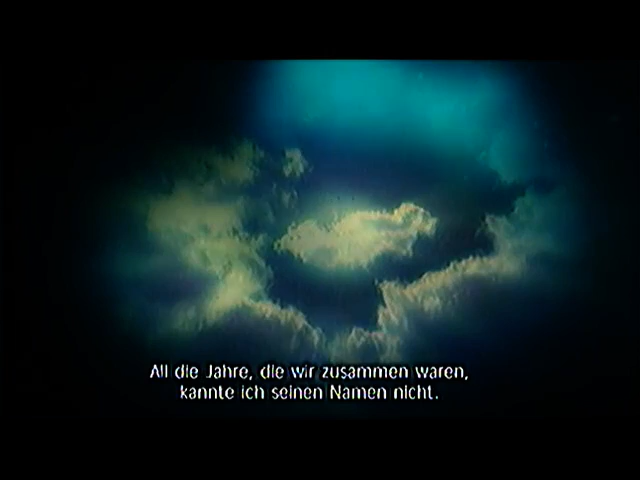 All die Jahre, die wir zusammen waren,
kannte ich seinen Namen nicht.